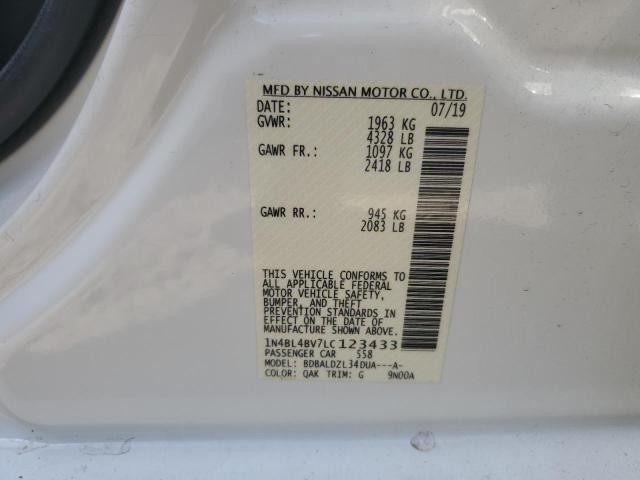 MFD BY NISSAN MOTOR CO., LTD.
DATE: 07/19
GVWR: 1963 KG
4328 LB
GAWR FR.: 1097 KG
2418 LB
GAWR RR.: 945 KG
2083 LB
THIS VEHICLE CONFORMS TO
ALL APPLICABLE FEDERAL
MOTOR VEHICLE SAFETY,
BUMPER, AND THEFT
PREVENTION STANDARDS IN
EFFECT ON THE DATE OF
MANUFACTURE SHOWN ABOVE.
1N4BL4BV7LC123433
PASSENGER CAR 558
MODEL: BDBALDZL34DUA---A-
COLOR: QAK TRIM: G 9N00A